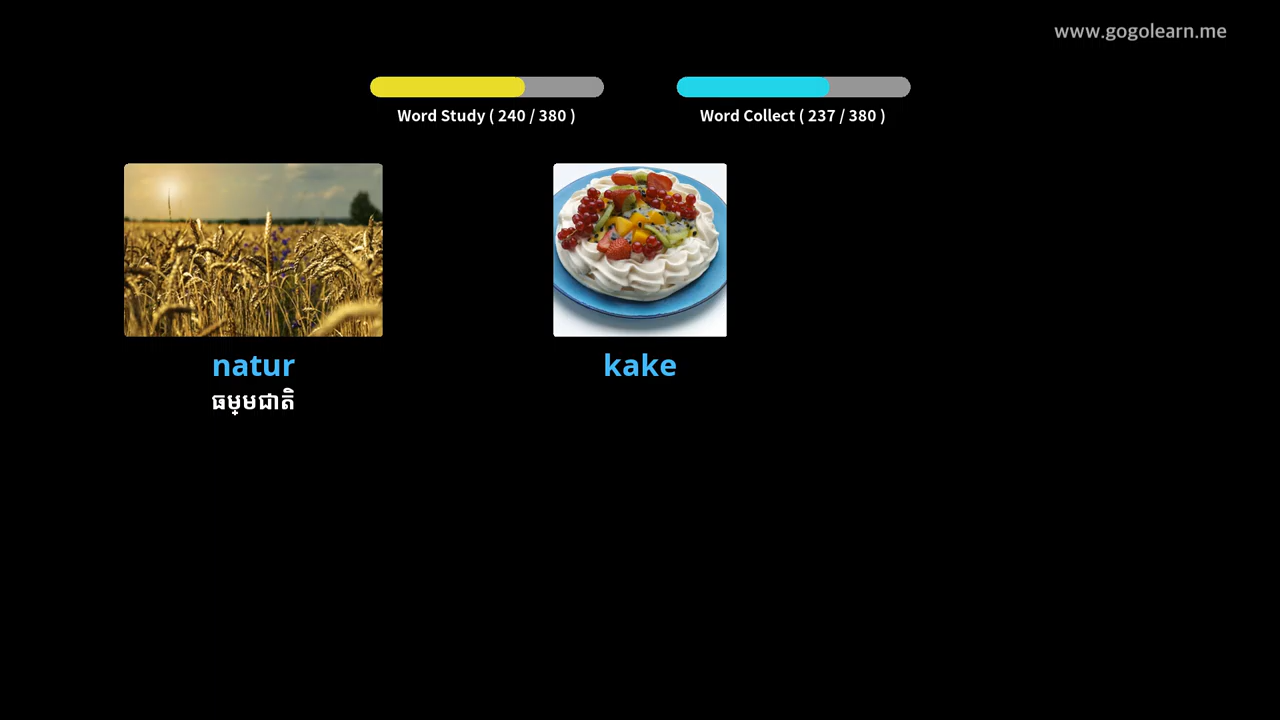 www.gogolearn.me
Word Study ( 240 / 380 )
Word Collect ( 237 / 380 )
natur
ធម្មជាតិ
kake